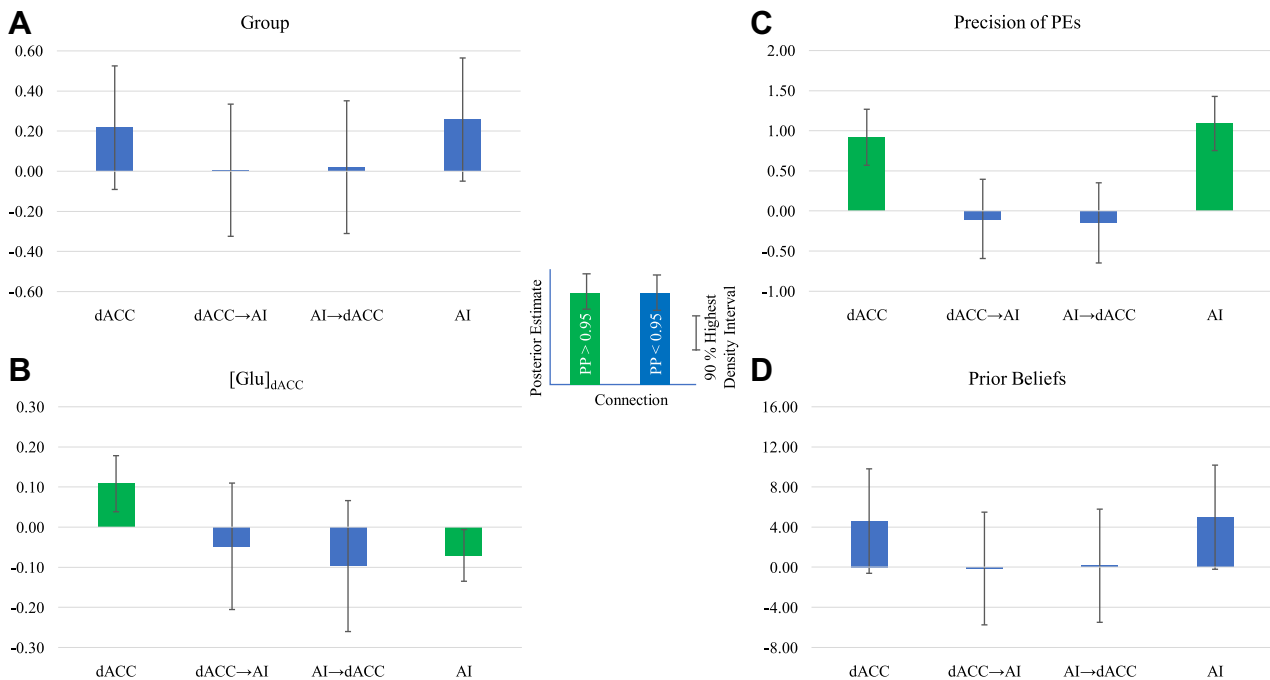 A
Group
0.60
0.40
0.20
0.00
-0.20
-0.40
-0.60
dACC
dACC→AI
AI→dACC
AI
B
[Glu]dACC
0.30
0.20
0.10
0.00
-0.10
-0.20
-0.30
dACC
dACC→AI
AI→dACC
AI
Posterior Estimate
PP > 0.95
PP < 0.95
90 % Highest
Density Interval
Connection
C
Precision of PEs
2.00
1.50
1.00
0.50
0.00
-0.50
-1.00
dACC
dACC→AI
AI→dACC
AI
D
Prior Beliefs
16.00
12.00
8.00
4.00
0.00
-4.00
-8.00
dACC
dACC→AI
AI→dACC
AI